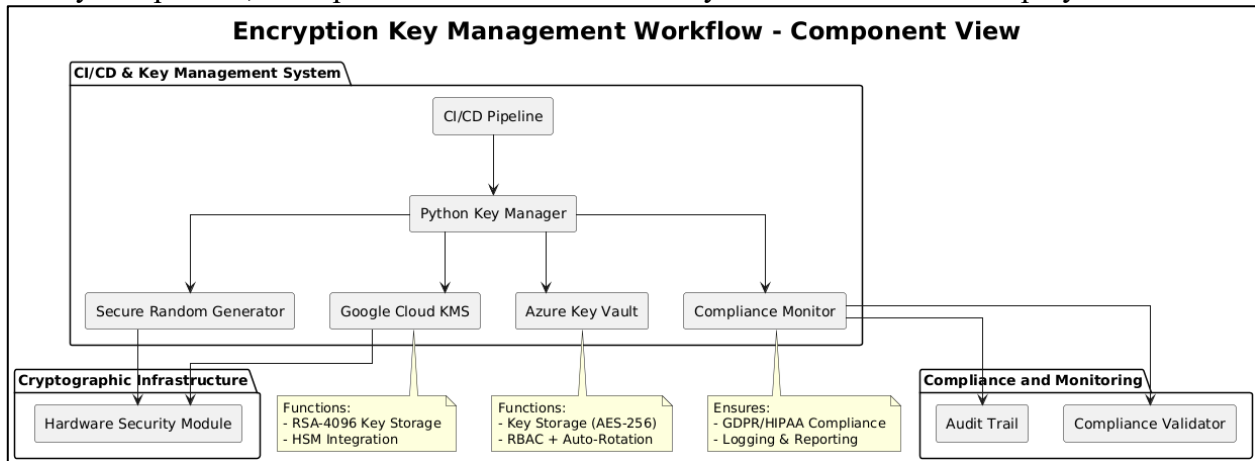 Encryption Key Management Workflow - Component View
CI/CD & Key Management System
CI/CD Pipeline
Python Key Manager
Secure Random Generator
Google Cloud KMS
Azure Key Vault
Compliance Monitor
Cryptographic Infrastructure
Hardware Security Module
Functions:
- RSA-4096 Key Storage
- HSM Integration
Functions:
- Key Storage (AES-256)
- RBAC + Auto-Rotation
Ensures:
- GDPR/HIPAA Compliance
- Logging & Reporting
Compliance and Monitoring
Audit Trail
Compliance Validator